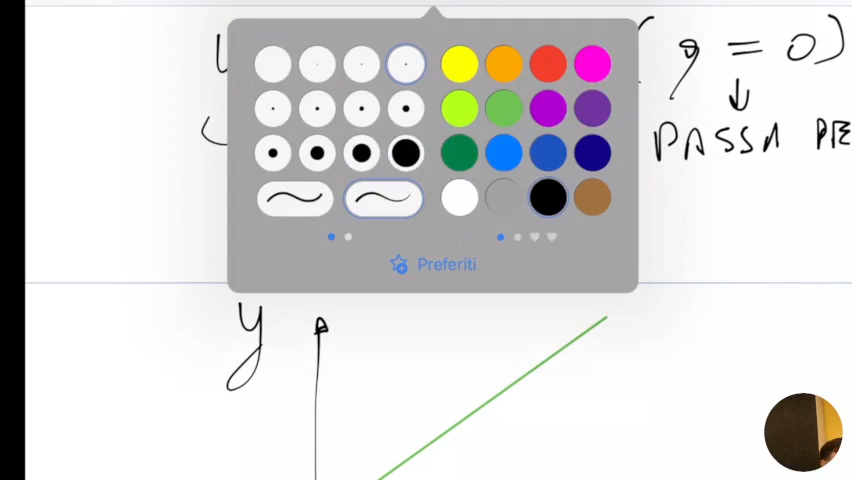 (q = 0)
↓
PASSA PE
Preferiti
y